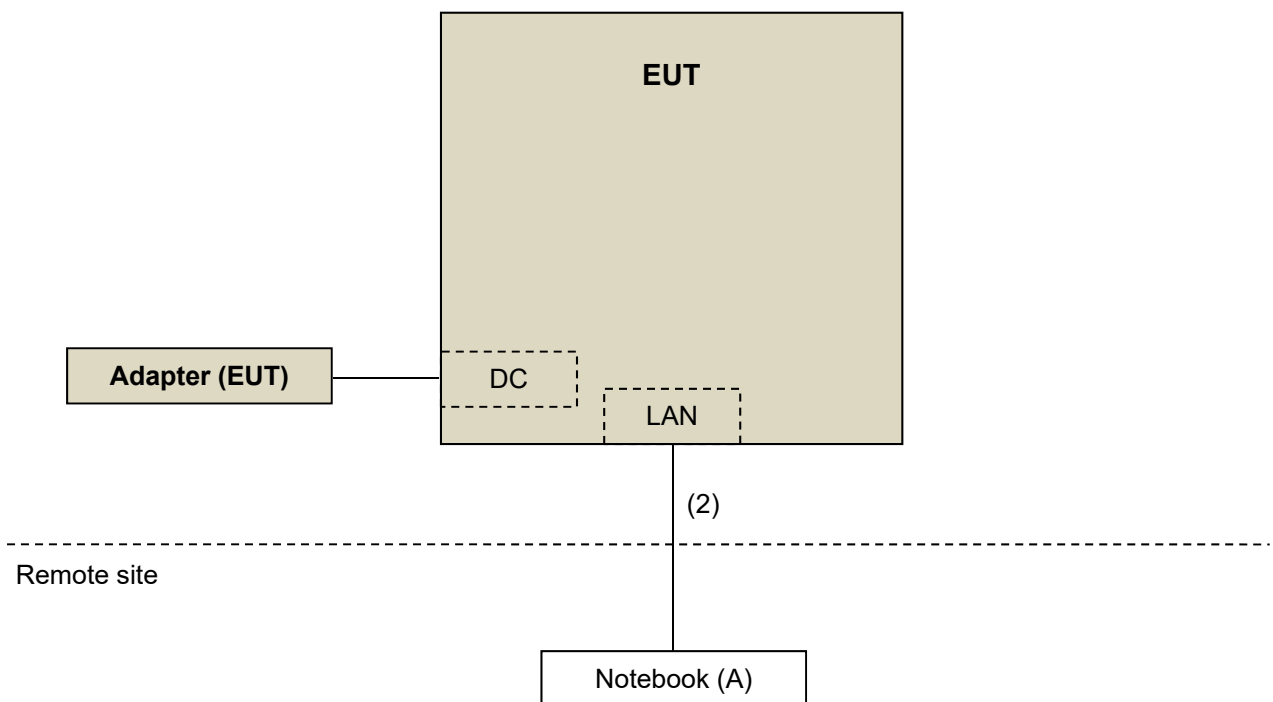 EUT
Adapter (EUT)
DC
LAN
(2)
Remote site
Notebook (A)